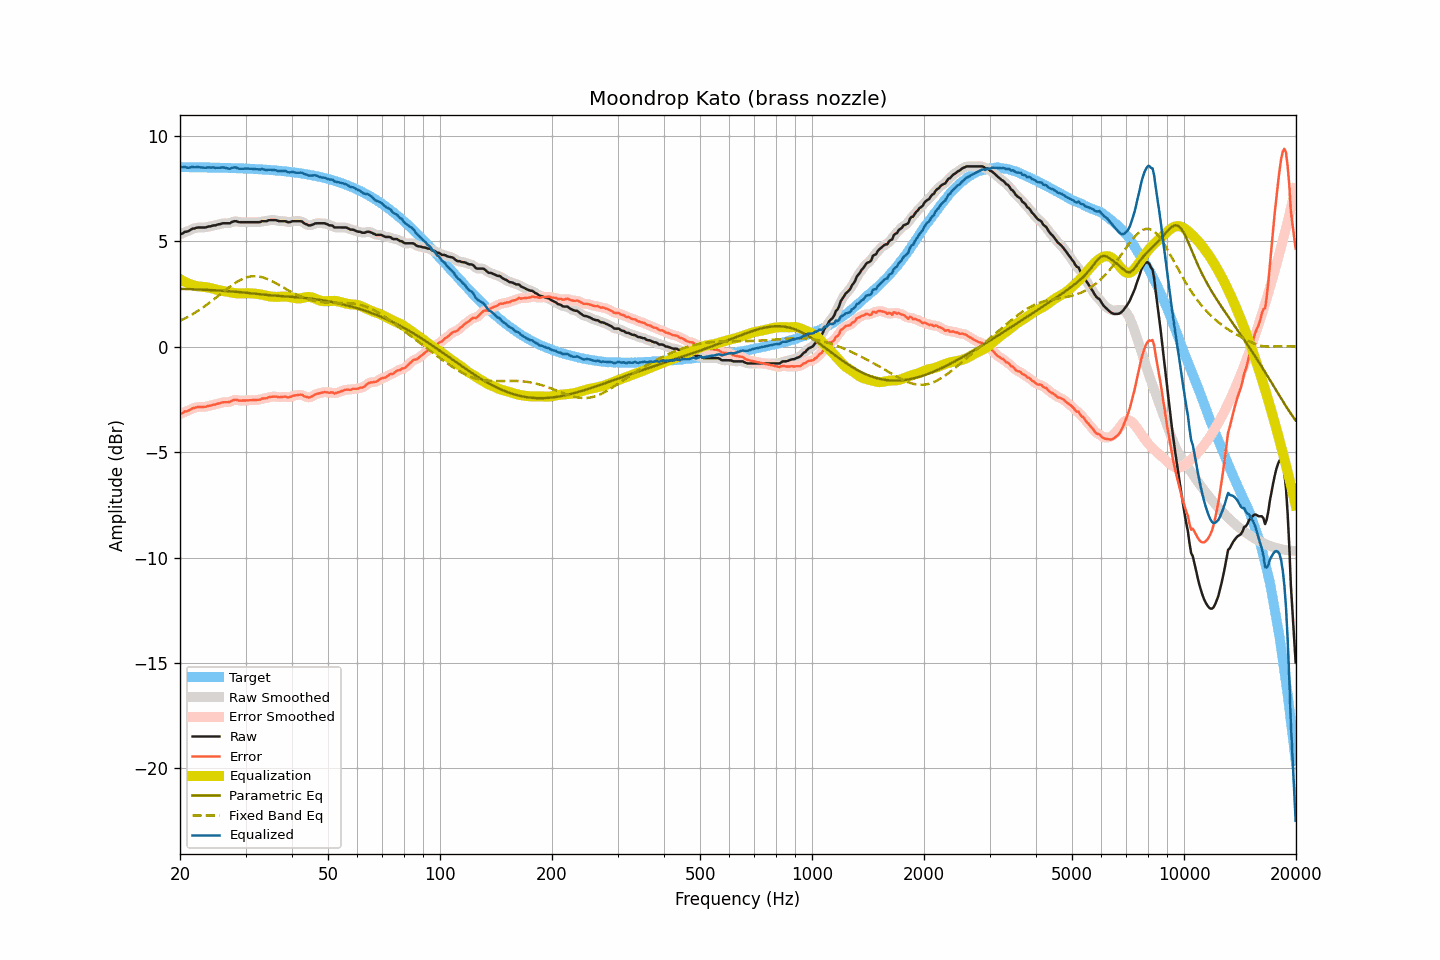 Moondrop Kato (brass nozzle)
10
5
0
−5
−10
−15
−20
Amplitude (dBr)
Target
Raw Smoothed
Error Smoothed
Raw
Error
Equalization
Parametric Eq
Fixed Band Eq
Equalized
20 50 100 200 500 1000 2000 5000 10000 20000
Frequency (Hz)